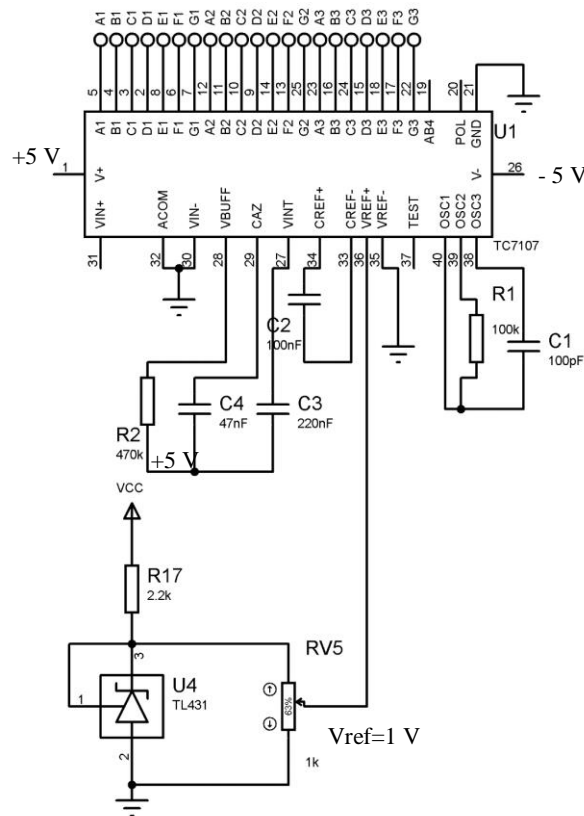 A1 B1 C1 D1 E1 F1 G1 A2 B2 C2 D2 E2 F2 G2 A3 B3 C3 D3 E3 F3 G3
5 4 3 2 8 6 7 12 11 10 9 14 13 25 23 16 24 15 18 17 22 19 20 21
A1 B1 C1 D1 E1 F1 G1 A2 B2 C2 D2 E2 F2 G2 A3 B3 C3 D3 E3 F3 G3 AB4 POL GND
U1
+5 V
1
V+
V-
26
- 5 V
VIN+ ACOM VIN- VBUFF CAZ VINT CREF+ CREF- VREF+ VREF- TEST OSC1 OSC2 OSC3
TC7107
31 32 30 28 29 27 34 33 36 35 37 40 39 38
R1
100k
C1
100pF
C2
100nF
C4
47nF
C3
220nF
R2
470k
+5 V
VCC
R17
2.2k
RV5
3
U4
TL431
1
63%
2
Vref=1 V
1k